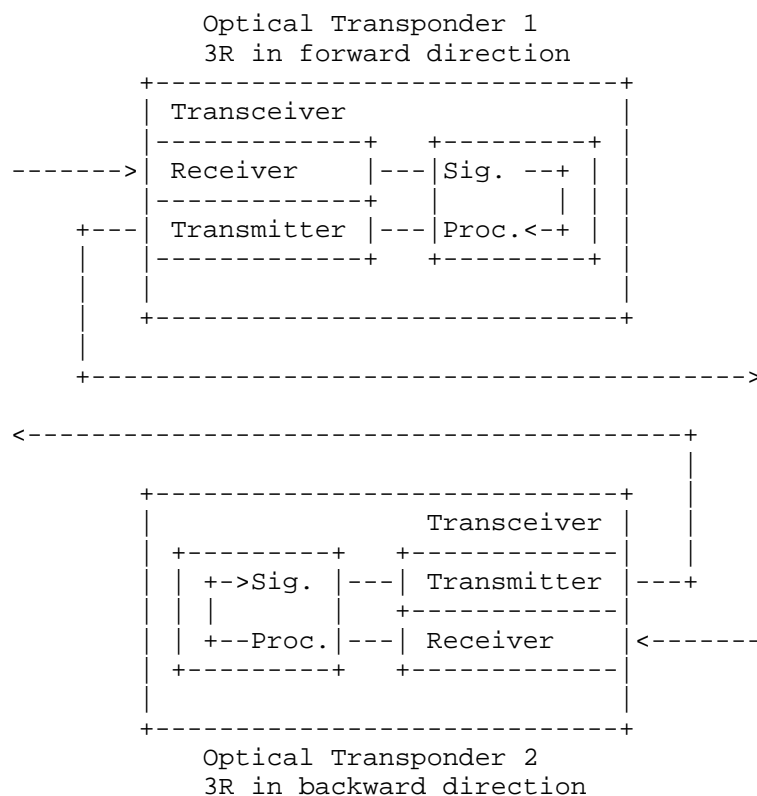 Optical Transponder 1
3R in forward direction
Transceiver
Receiver Sig.
Transmitter Proc.
Transceiver
Sig. Transmitter
Proc. Receiver
Optical Transponder 2
3R in backward direction